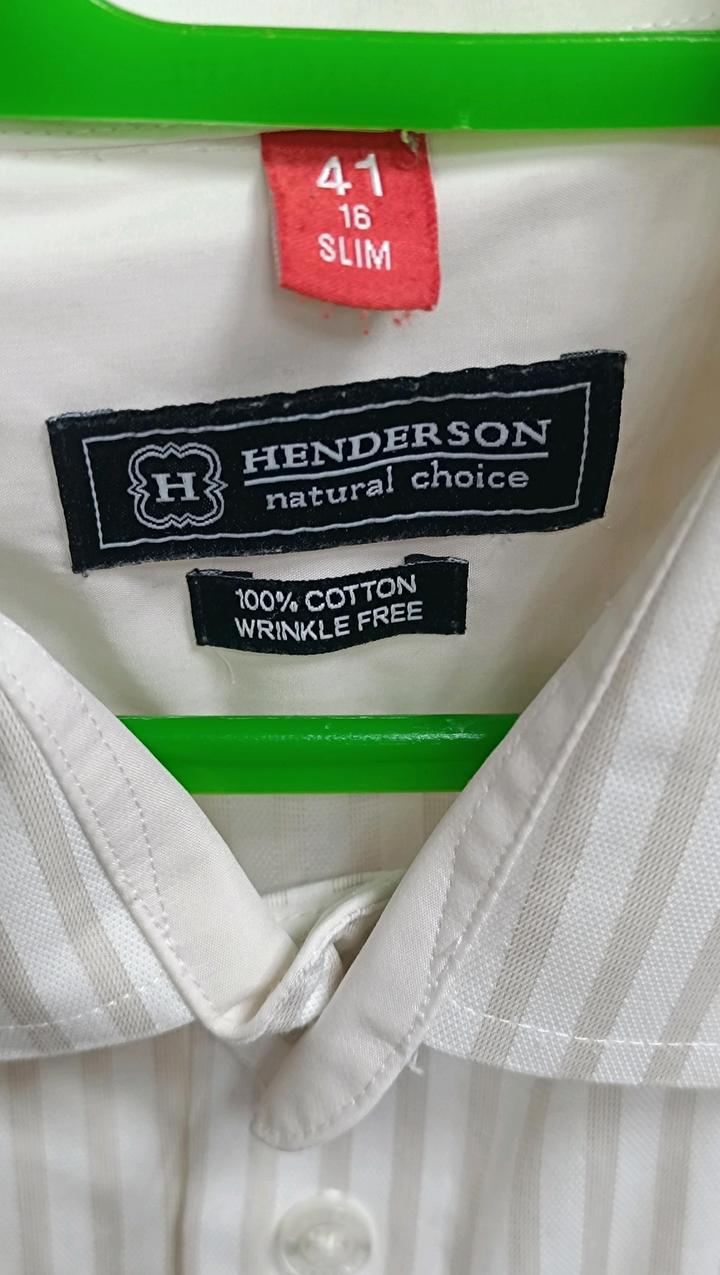 41
16
SLIM
H
HENDERSON
natural choice
100% COTTON
WRINKLE FREE